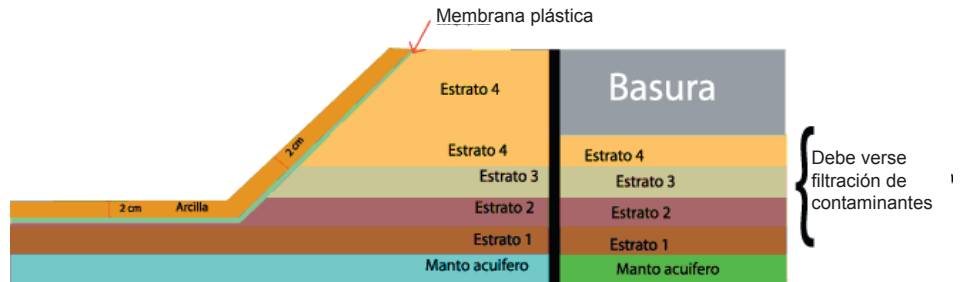 Membrana plástica
Estrato 4
Basura
2 cm
Estrato 4
Estrato 4
Estrato 3
Estrato 3
2 cm
Arcilla
Estrato 2
Estrato 2
Estrato 1
Estrato 1
Manto acuifero
Manto acuifero
Debe verse
filtración de
contaminantes